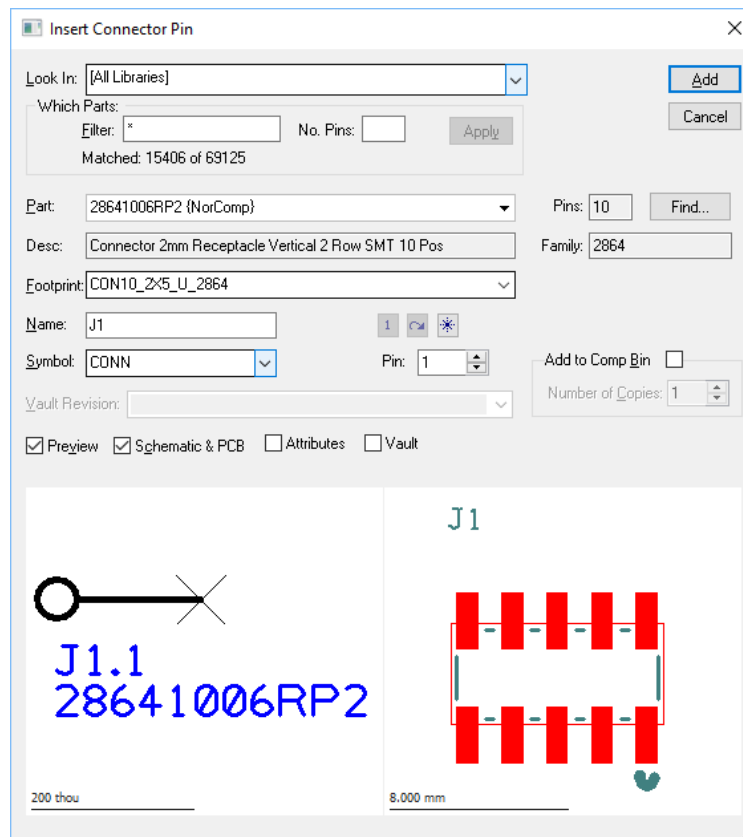 Insert Connector Pin
Look In: [All Libraries] Add
Which Parts: Cancel
Filter: * No. Pins: Apply
Matched: 15406 of 69125
Part: 28641006RP2 {NorComp} Pins: 10 Find...
Desc: Connector 2mm Receptacle Vertical 2 Row SMT 10 Pos Family: 2864
Footprint: CON10_2X5_U_2864
Name: J1 1
Symbol: CONN Pin: 1 Add to Comp Bin
Vault Revision: Number of Copies: 1
Preview Schematic & PCB Attributes Vault
J1
J1.1
28641006RP2
200 thou 8.000 mm